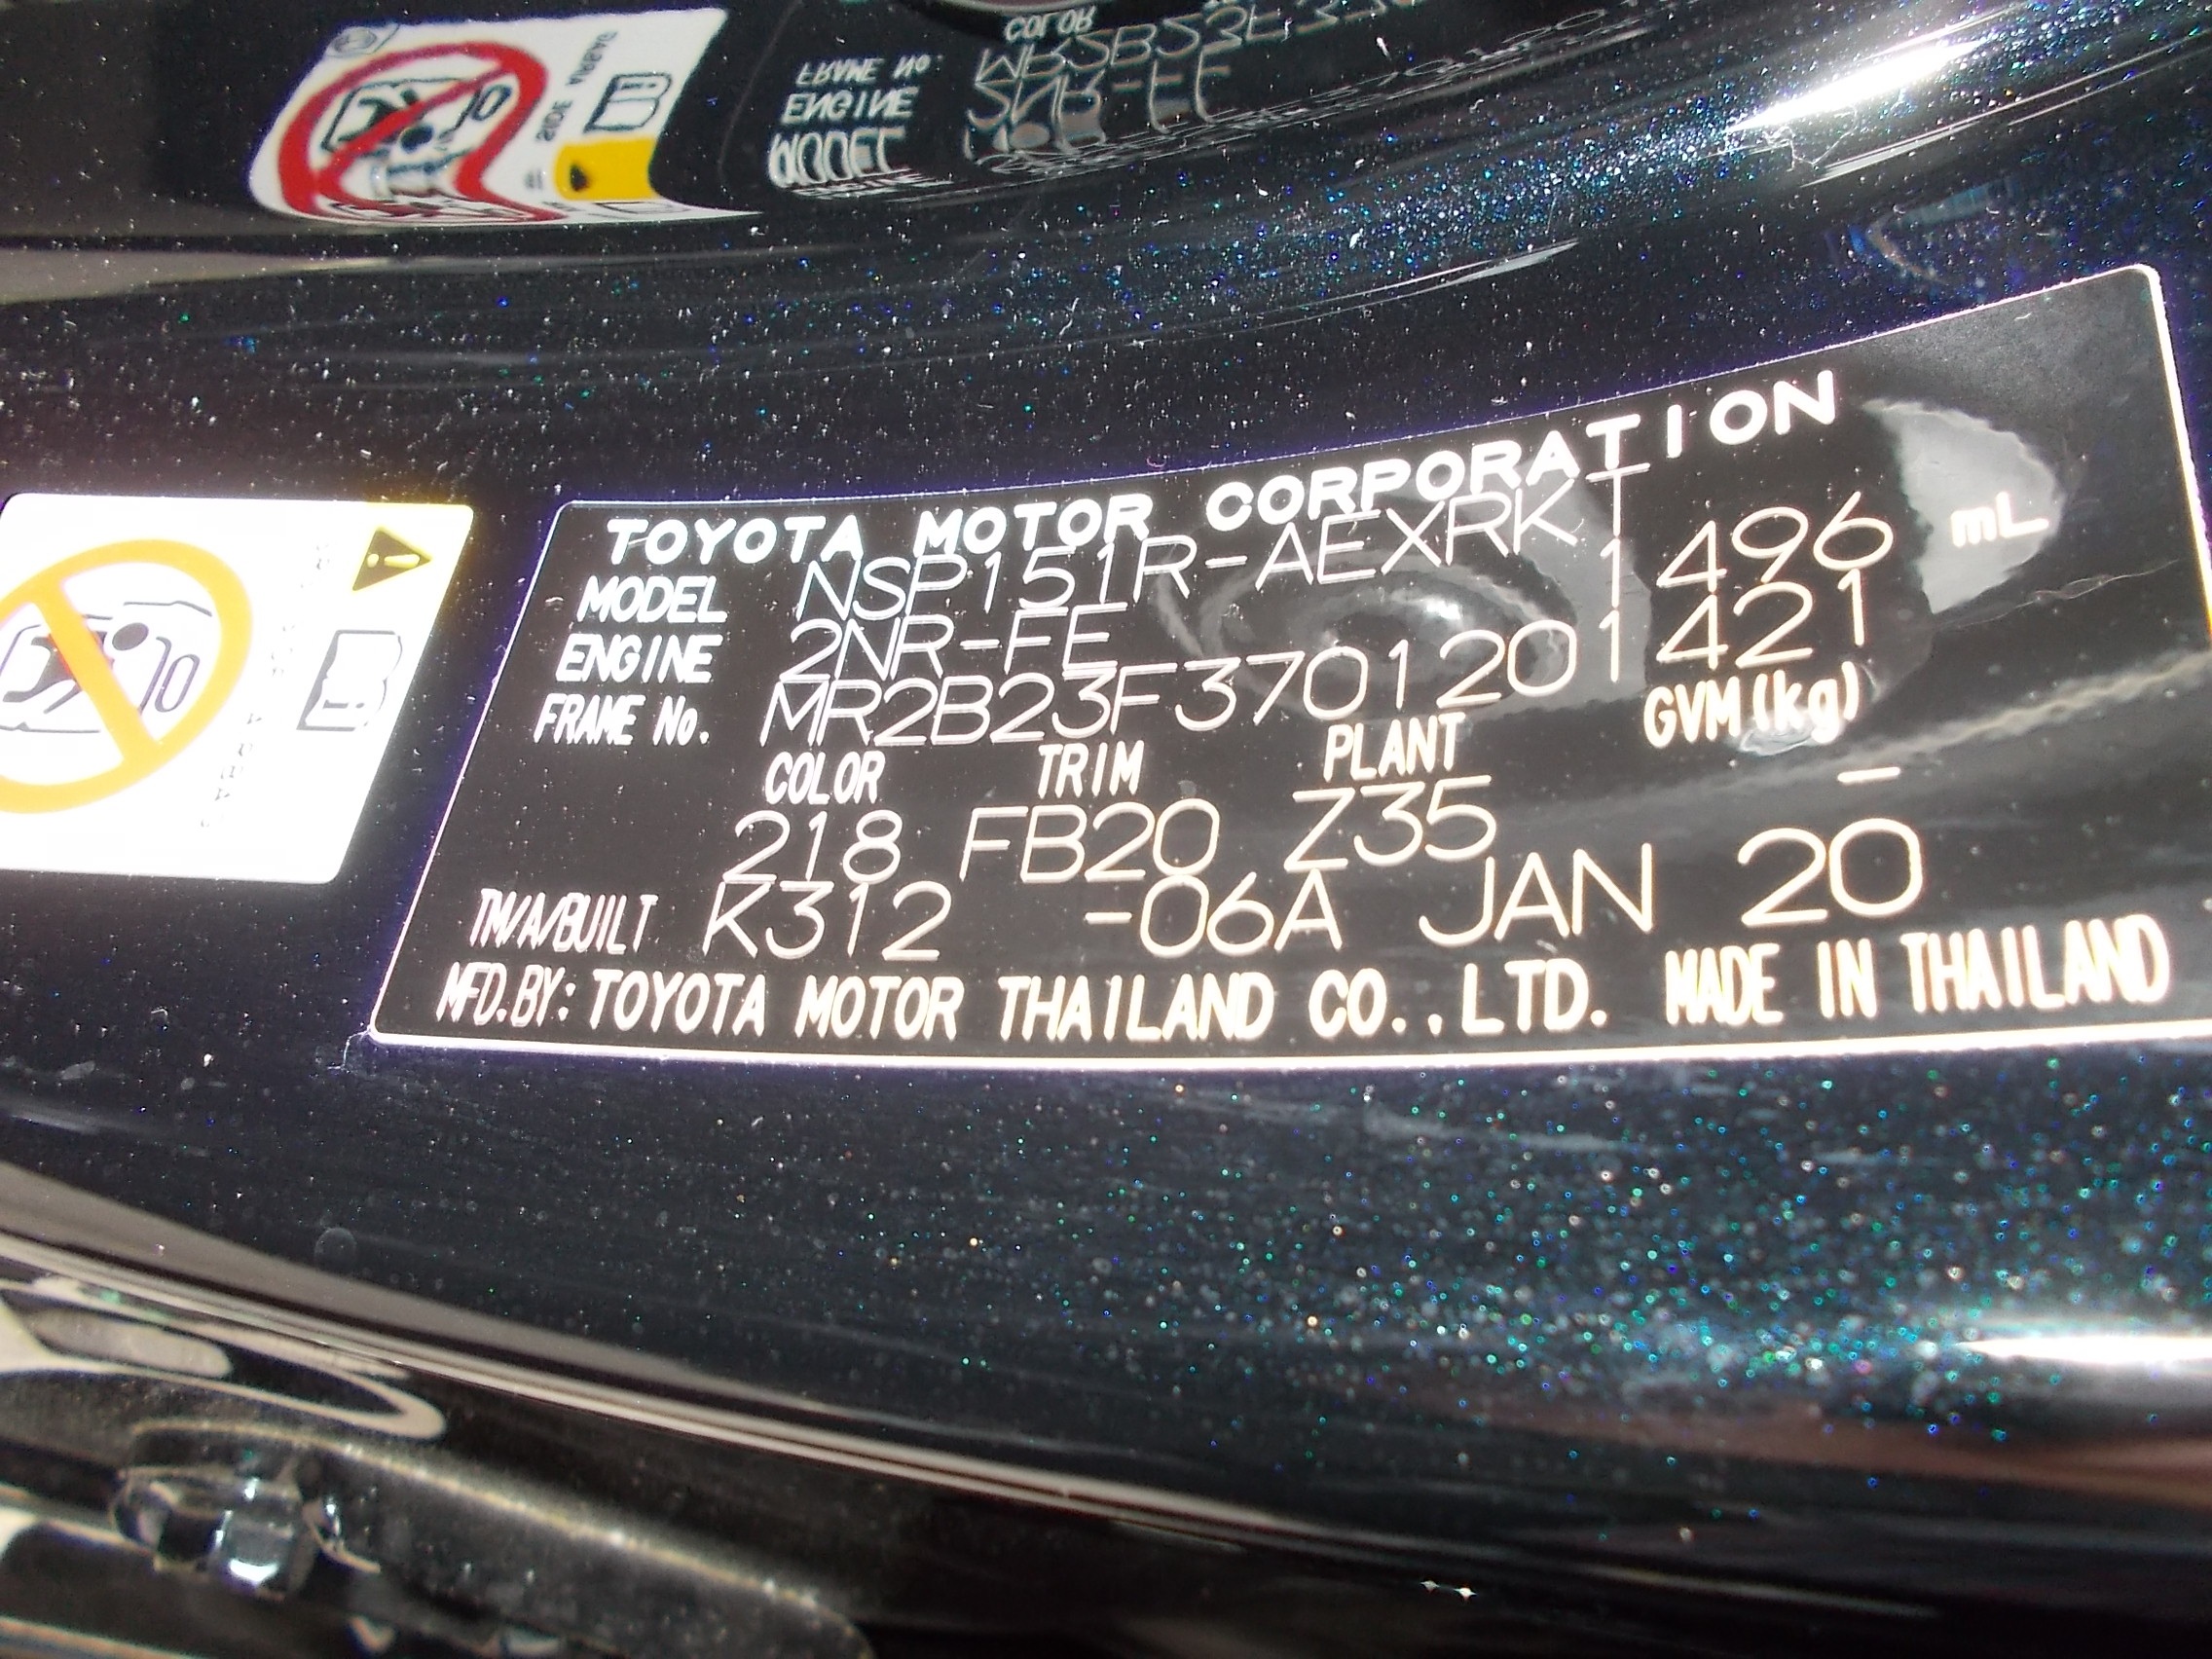 TOYOTA MOTOR CORPORATION
MODEL NSP151R-AEXRKT
ENGINE 2NR-FE 1496 mL
FRAME No. MR2B23F3701201421
COLOR TRIM PLANT GVM(kg)
218 FB20 Z35 -
TM/A/BUILT K312 -06A JAN 20
MFD.BY: TOYOTA MOTOR THAILAND CO.,LTD. MADE IN THAILAND